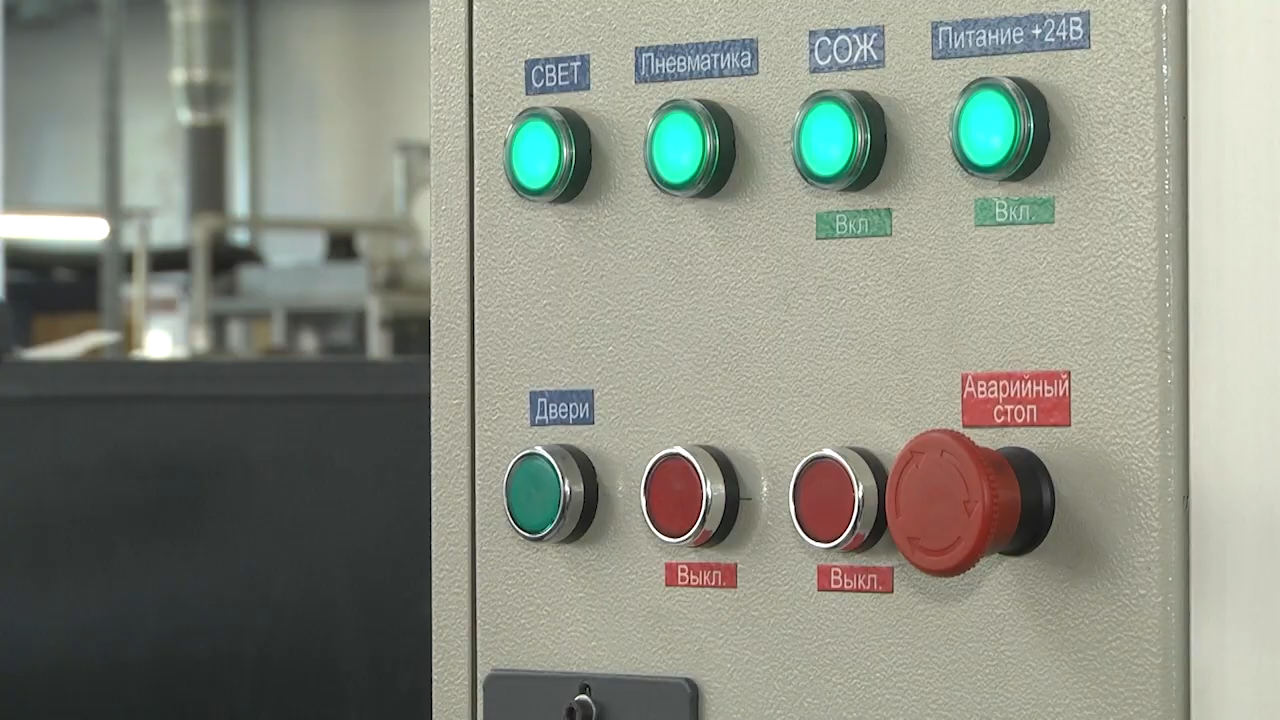 СВЕТ
Пневматика
СОЖ
Питание +24В
Вкл
Вкл.
Двери
Аварийный
стоп
Выкл.
Выкл.